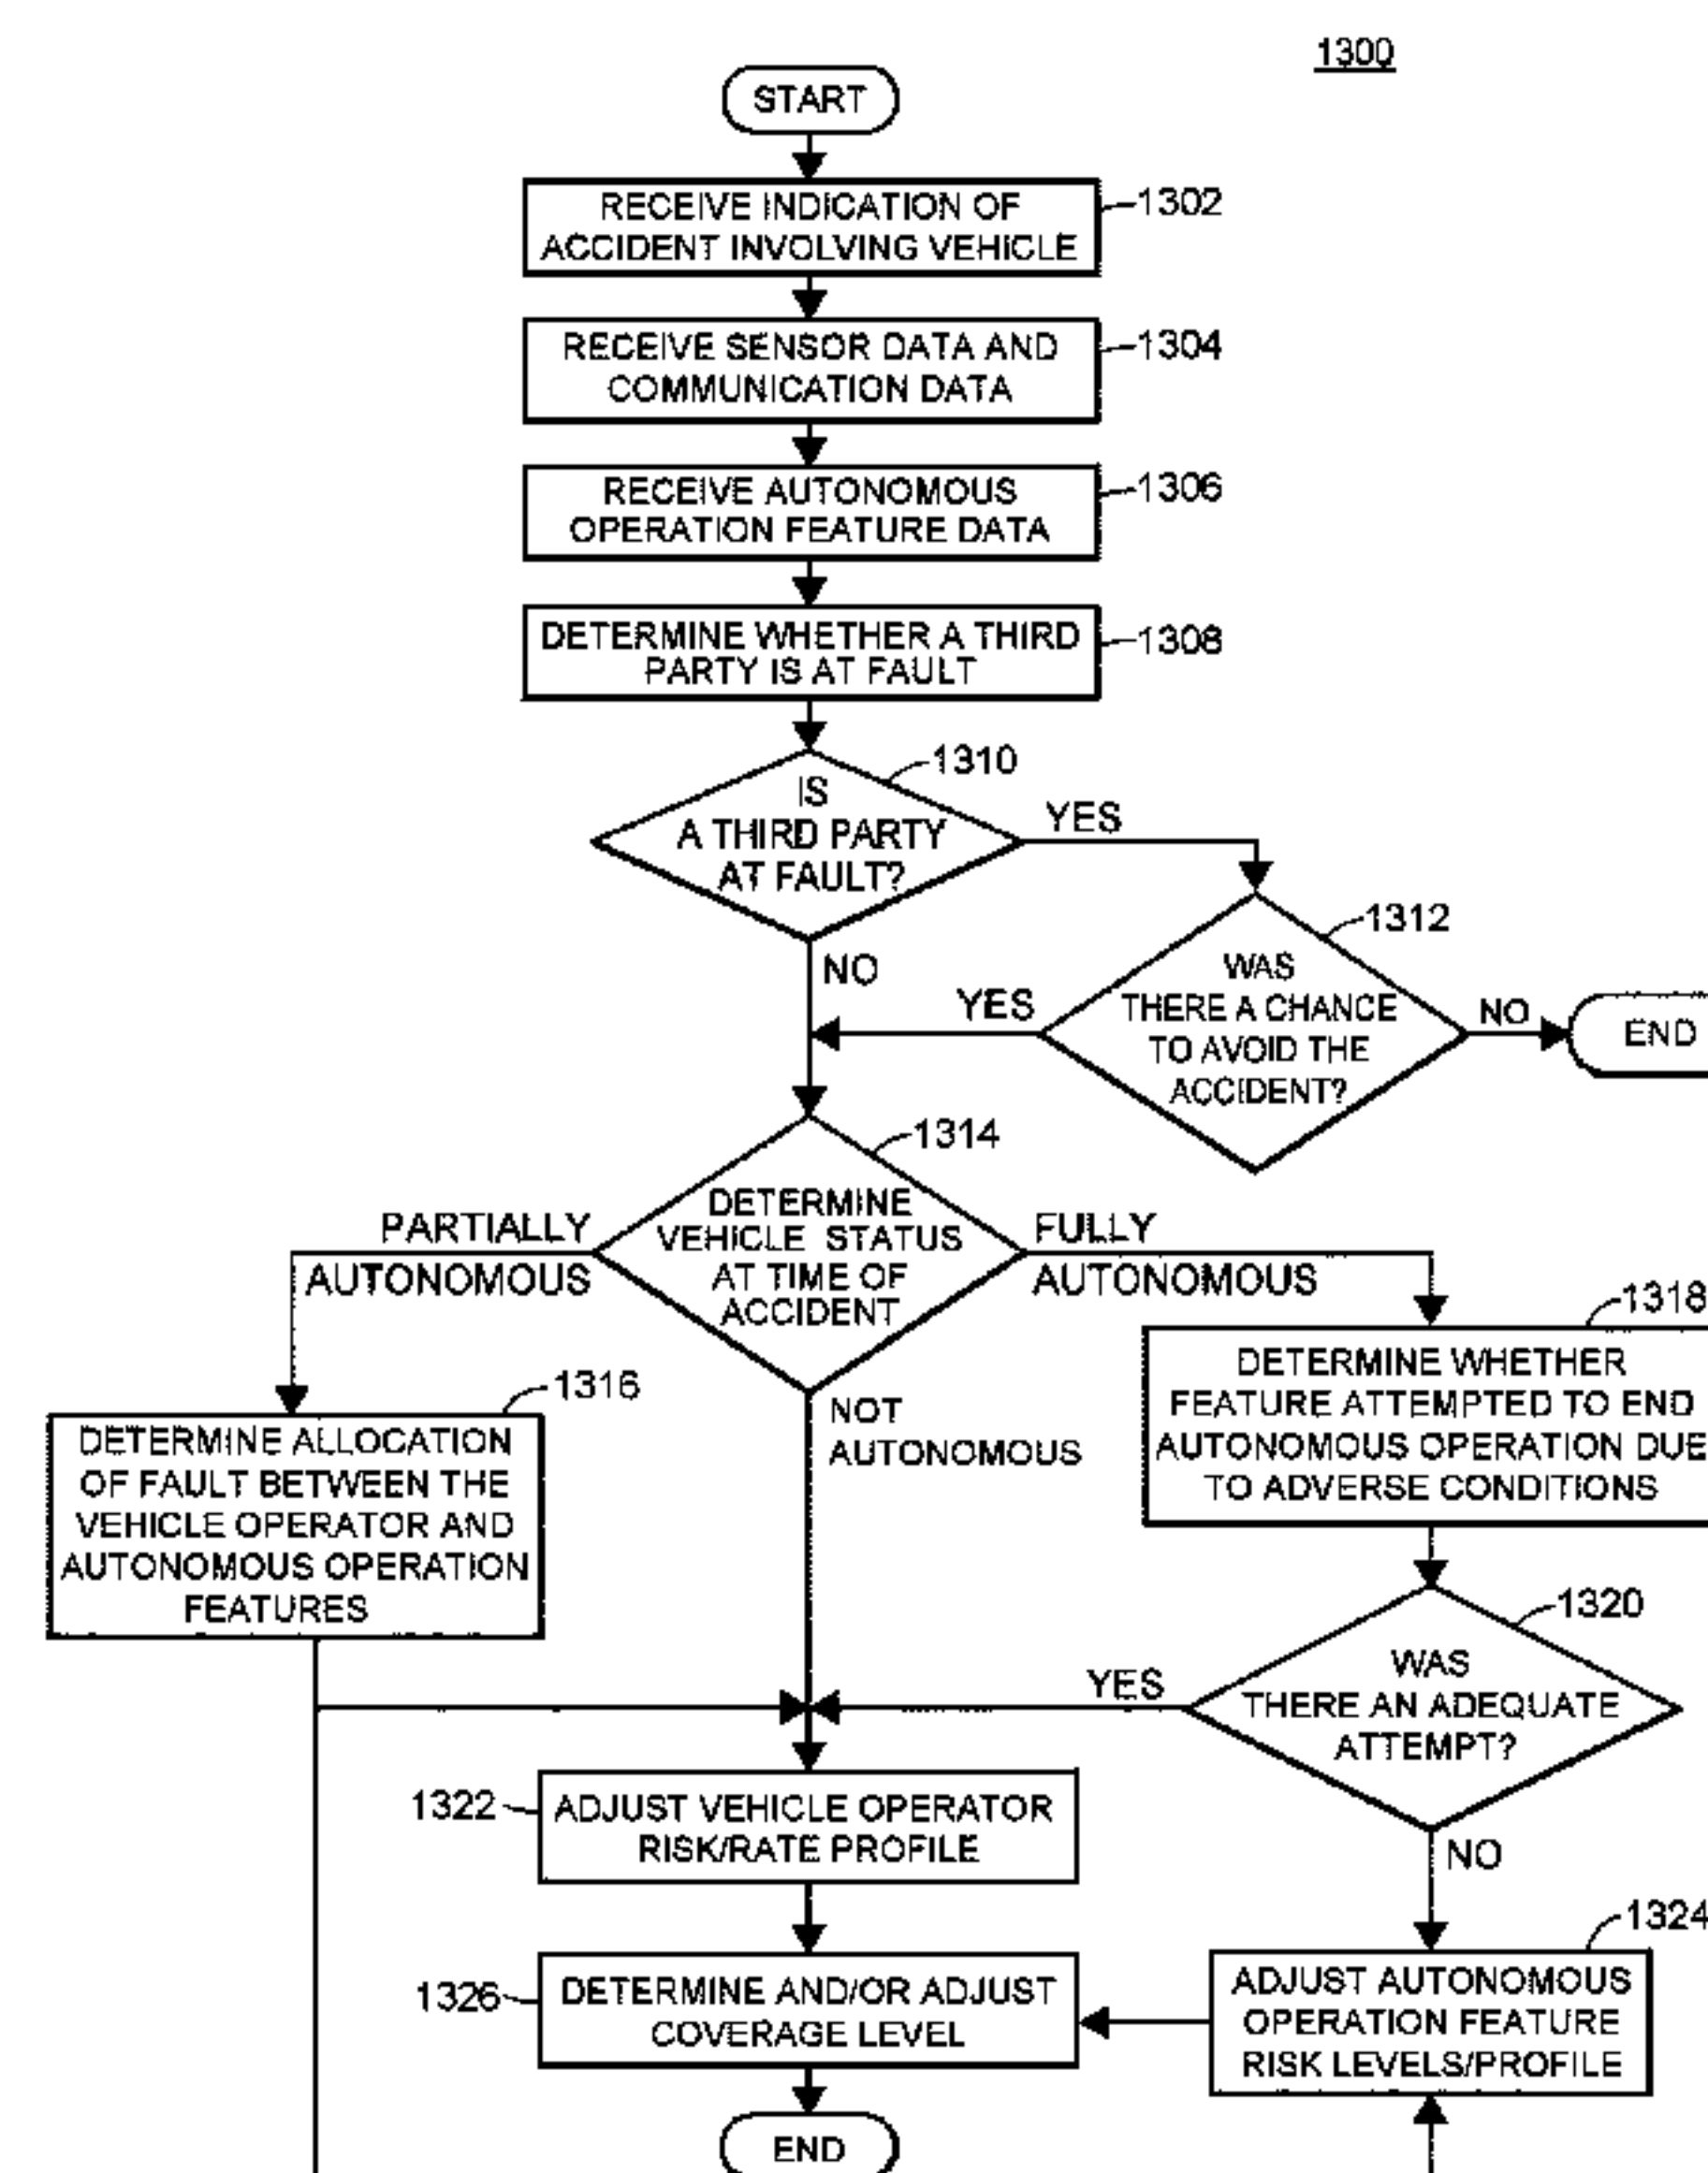 1300
START
RECEIVE INDICATION OF
ACCIDENT INVOLVING VEHICLE
1302
RECEIVE SENSOR DATA AND
COMMUNICATION DATA
1304
RECEIVE AUTONOMOUS
OPERATION FEATURE DATA
1306
DETERMINE WHETHER A THIRD
PARTY IS AT FAULT
1308
1310
IS
A THIRD PARTY
AT FAULT?
YES
NO
1312
WAS
THERE A CHANCE
TO AVOID THE
ACCIDENT?
YES
NO
END
1314
DETERMINE
VEHICLE STATUS
AT TIME OF
ACCIDENT
PARTIALLY
AUTONOMOUS
FULLY
AUTONOMOUS
NOT
AUTONOMOUS
1316
DETERMINE ALLOCATION
OF FAULT BETWEEN THE
VEHICLE OPERATOR AND
AUTONOMOUS OPERATION
FEATURES
1318
DETERMINE WHETHER
FEATURE ATTEMPTED TO END
AUTONOMOUS OPERATION DUE
TO ADVERSE CONDITIONS
1320
WAS
THERE AN ADEQUATE
ATTEMPT?
YES
NO
1322
ADJUST VEHICLE OPERATOR
RISK/RATE PROFILE
1324
ADJUST AUTONOMOUS
OPERATION FEATURE
RISK LEVELS/PROFILE
1326
DETERMINE AND/OR ADJUST
COVERAGE LEVEL
END